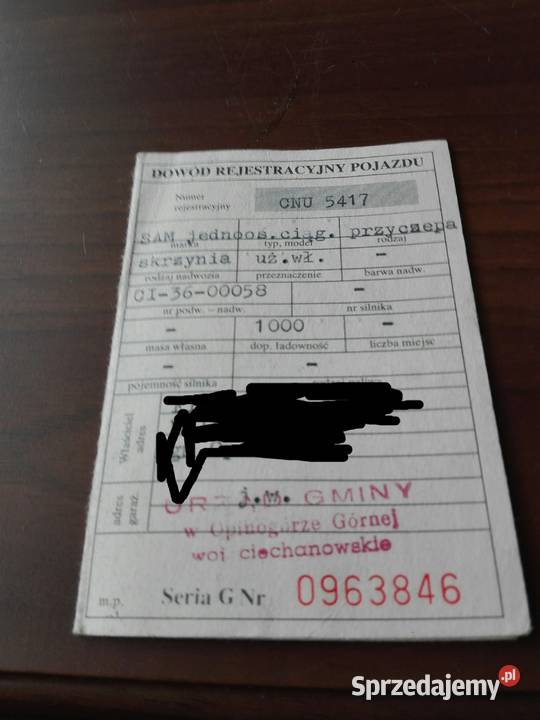 DOWÓD REJESTRACYJNY POJAZDU
Numer rejestracyjny CNU 5417
SAM jednoos.ciąg. przyczepa
marka typ, model rodzaj
skrzynia uż.wł. -
rodzaj nadwozia przeznaczenie barwa nadw.
CI-36-00058 -
nr podw. – nadw. nr silnika
- 1000 -
masa własna dop. ładowność liczba miejsc
- -
pojemność silnika
Właściciel adres
adres garaż. j.w.
GMINY
w Opinogórze Górnej
woj ciechanowskie
m.p. Seria G Nr 0963846
Sprzedajemy.pl